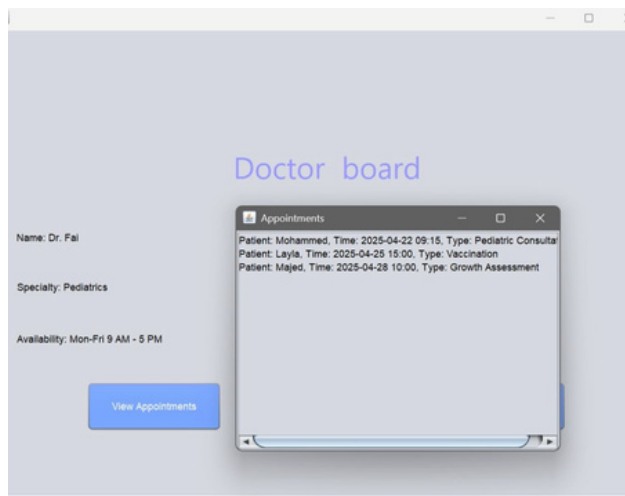 Doctor board
Appointments
Name: Dr. Fai
Patient: Mohammed, Time: 2025-04-22 09:15, Type: Pediatric Consultat
Patient: Layla, Time: 2025-04-25 15:00, Type: Vaccination
Patient: Majed, Time: 2025-04-28 10:00, Type: Growth Assessment
Specialty: Pediatrics
Availability: Mon-Fri 9 AM - 5 PM
View Appointments